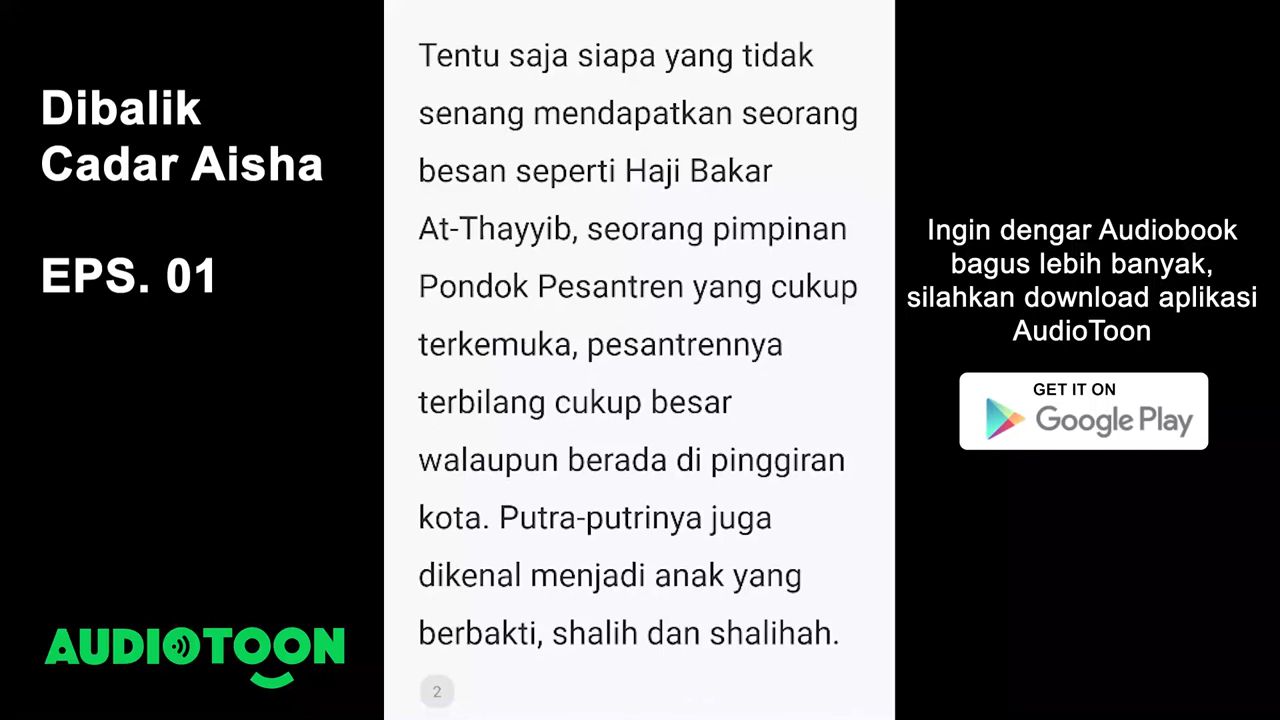 Dibalik
Cadar Aisha
EPS. 01
AUDIOTOON
Tentu saja siapa yang tidak
senang mendapatkan seorang
besan seperti Haji Bakar
At-Thayyib, seorang pimpinan
Pondok Pesantren yang cukup
terkemuka, pesantrennya
terbilang cukup besar
walaupun berada di pinggiran
kota. Putra-putrinya juga
dikenal menjadi anak yang
berbakti, shalih dan shalihah.
2
Ingin dengar Audiobook
bagus lebih banyak,
silahkan download aplikasi
AudioToon
GET IT ON
Google Play